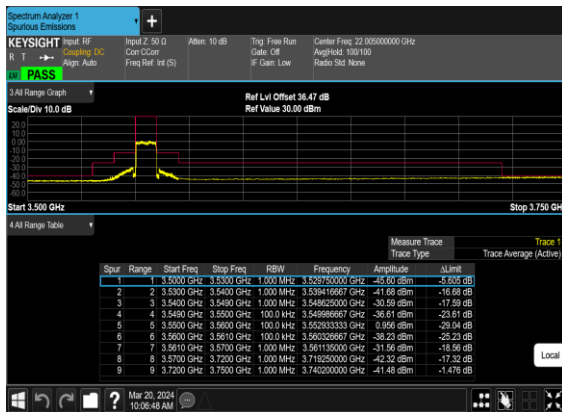 Spectrum Analyzer 1
Spurious Emissions
KEYSIGHT Input: RF
Coupling: DC
Align: Auto
R T
LXI PASS
Input Z: 50 Ω
Corr CCorr
Freq Ref: Int (S)
Atten: 10 dB
Trig: Free Run
Gate: Off
IF Gain: Low
Center Freq: 22.005000000 GHz
Avg|Hold: 100/100
Radio Std: None
3 All Range Graph
Scale/Div 10.0 dB
Ref Lvl Offset 36.47 dB
Ref Value 30.00 dBm
20.0
10.0
0.00
-10.0
-20.0
-30.0
-40.0
-50.0
-60.0
Start 3.500 GHz
Stop 3.750 GH
4 All Range Table
Measure Trace Trace 1
Trace Type Trace Average (Active)
Spur Range Start Freq Stop Freq RBW Frequency Amplitude ΔLimit
1 1 3.5000 GHz 3.5300 GHz 1.000 MHz 3.529750000 GHz -45.60 dBm -5.605 dB
2 2 3.5300 GHz 3.5400 GHz 1.000 MHz 3.539416667 GHz -41.68 dBm -16.68 dB
3 3 3.5400 GHz 3.5490 GHz 1.000 MHz 3.548625000 GHz -30.59 dBm -17.59 dB
4 4 3.5490 GHz 3.5500 GHz 100.0 kHz 3.549986667 GHz -36.61 dBm -23.61 dB
5 5 3.5500 GHz 3.5600 GHz 100.0 kHz 3.552933333 GHz 0.956 dBm -29.04 dB
6 6 3.5600 GHz 3.5610 GHz 100.0 kHz 3.560326667 GHz -38.23 dBm -25.23 dB
7 7 3.5610 GHz 3.5700 GHz 1.000 MHz 3.561135000 GHz -31.56 dBm -18.56 dB
8 8 3.5700 GHz 3.7200 GHz 1.000 MHz 3.719250000 GHz -42.32 dBm -17.32 dB
9 9 3.7200 GHz 3.7500 GHz 1.000 MHz 3.740200000 GHz -41.48 dBm -1.476 dB
Local
Mar 20, 2024
10:06:48 AM